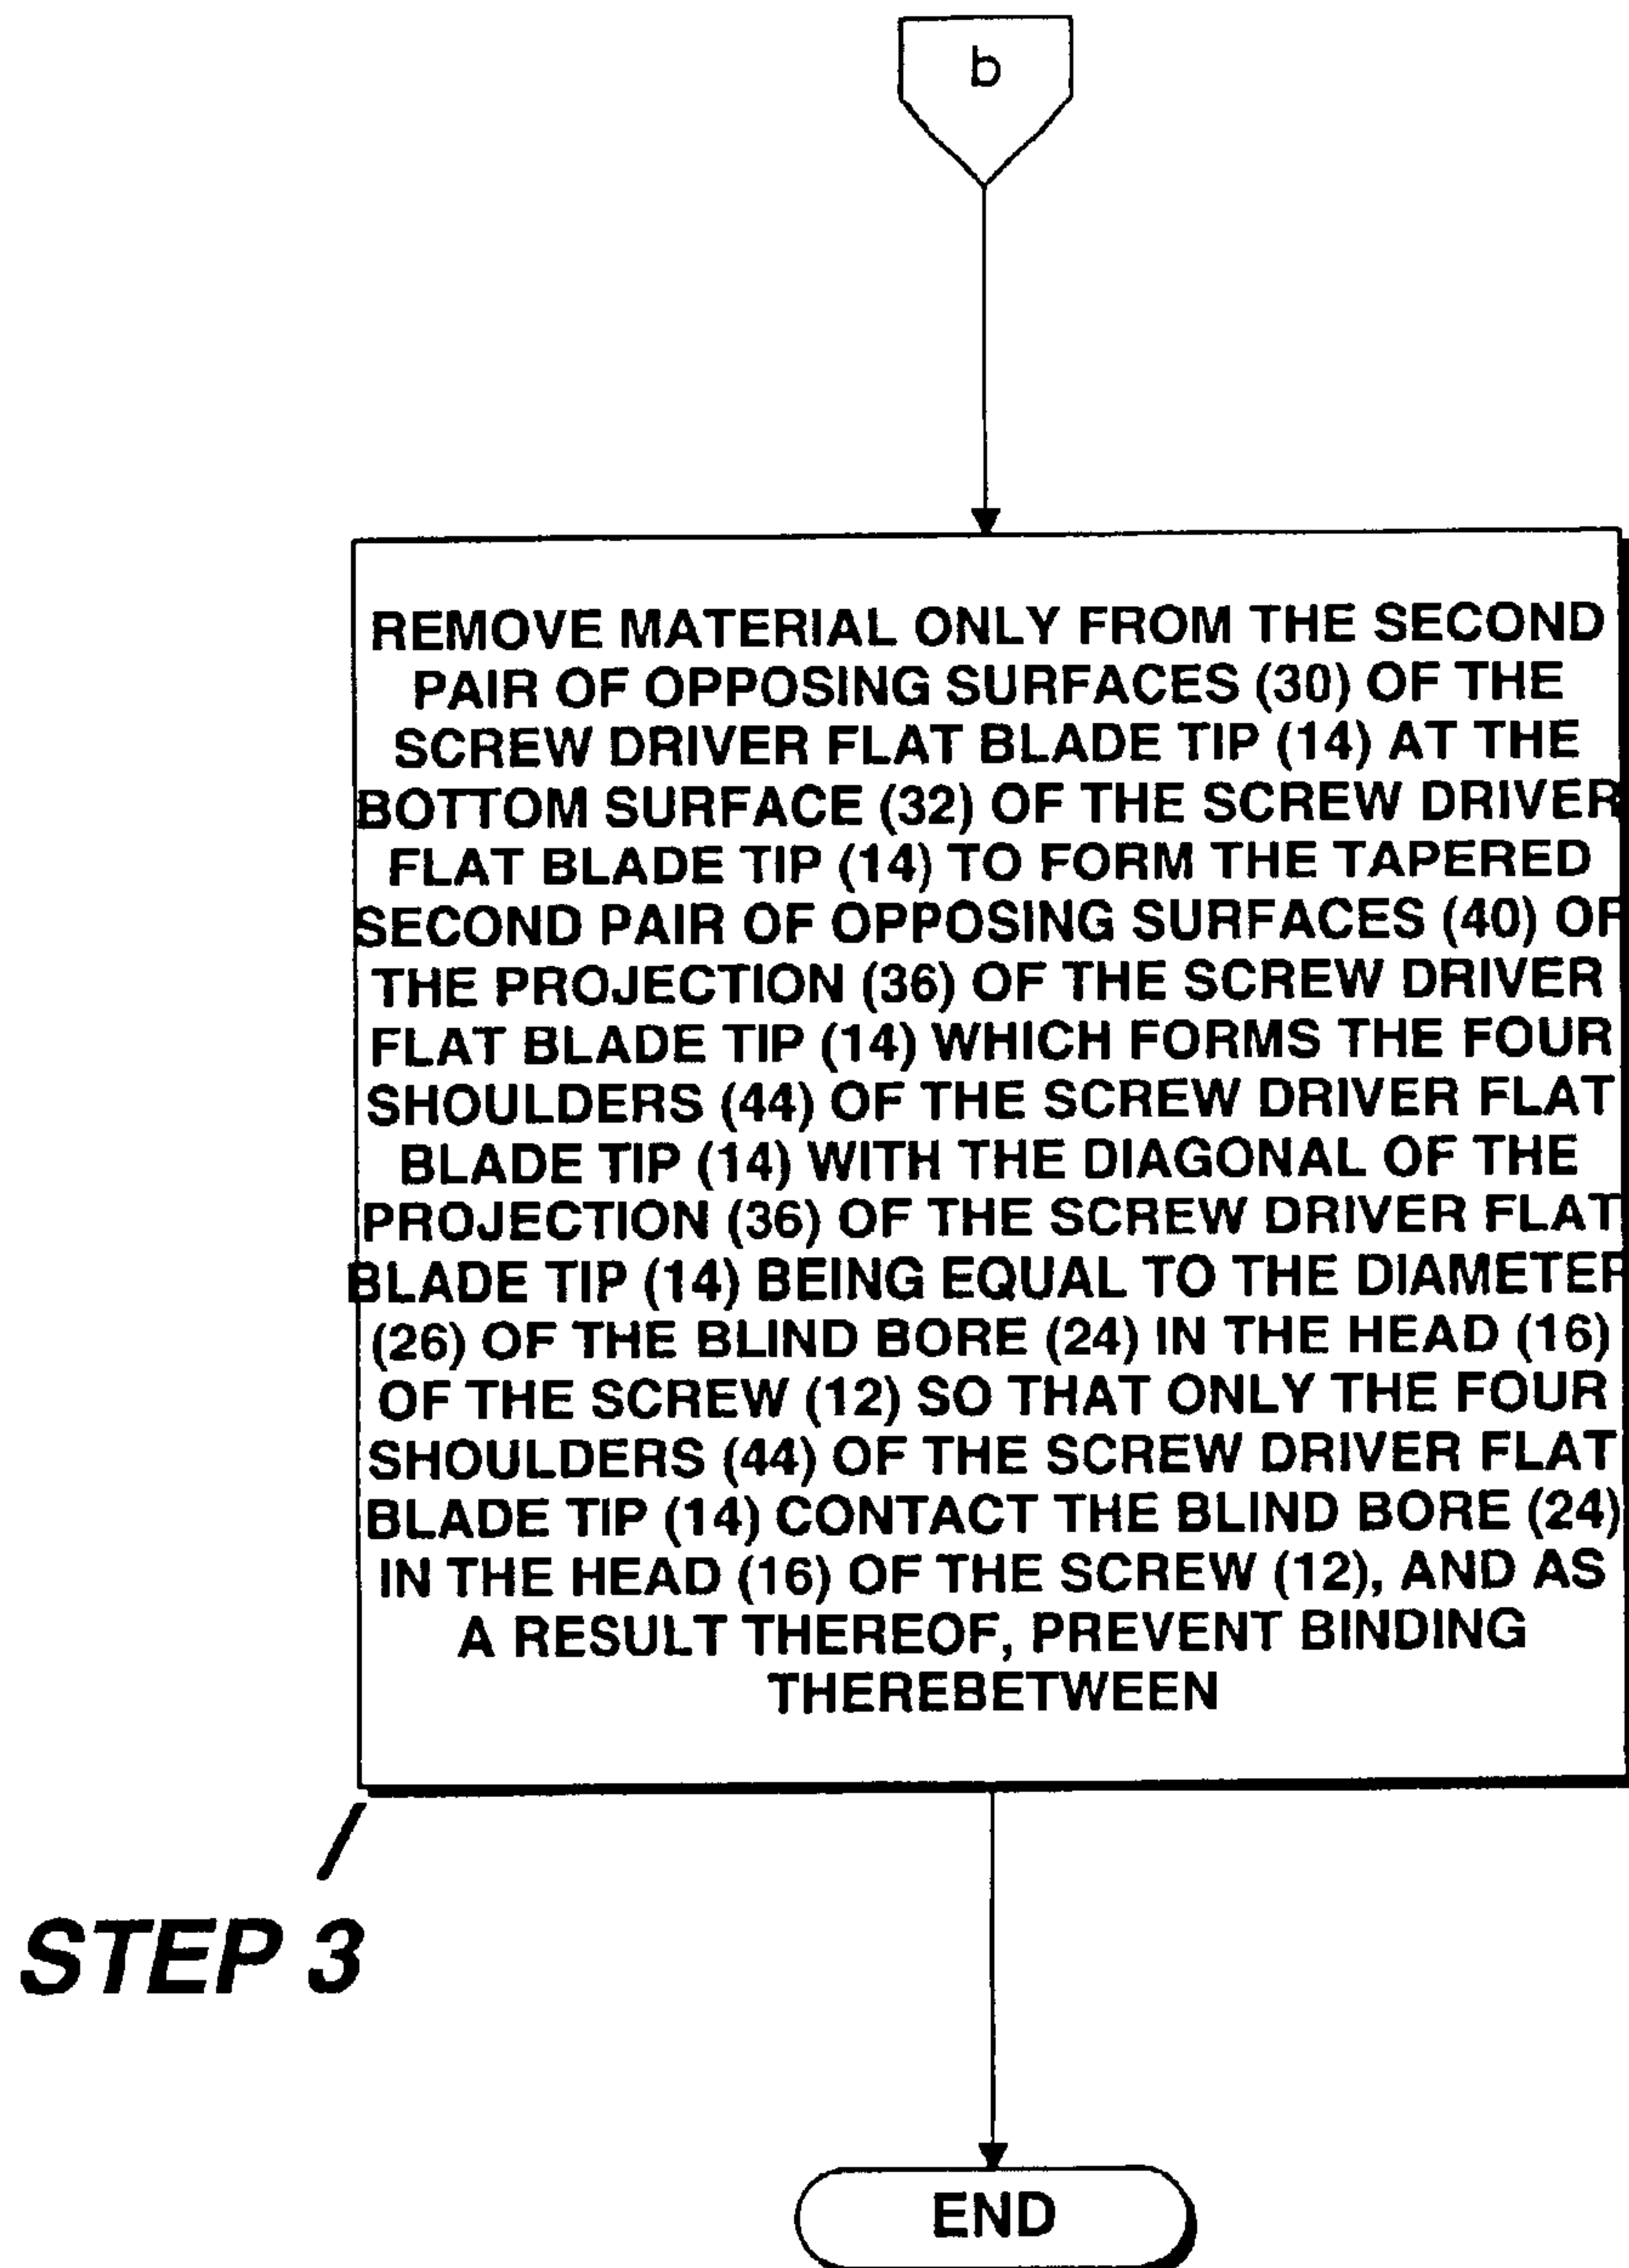 b
REMOVE MATERIAL ONLY FROM THE SECOND
PAIR OF OPPOSING SURFACES (30) OF THE
SCREW DRIVER FLAT BLADE TIP (14) AT THE
BOTTOM SURFACE (32) OF THE SCREW DRIVER
FLAT BLADE TIP (14) TO FORM THE TAPERED
SECOND PAIR OF OPPOSING SURFACES (40) OF
THE PROJECTION (36) OF THE SCREW DRIVER
FLAT BLADE TIP (14) WHICH FORMS THE FOUR
SHOULDERS (44) OF THE SCREW DRIVER FLAT
BLADE TIP (14) WITH THE DIAGONAL OF THE
PROJECTION (36) OF THE SCREW DRIVER FLAT
BLADE TIP (14) BEING EQUAL TO THE DIAMETER
(26) OF THE BLIND BORE (24) IN THE HEAD (16)
OF THE SCREW (12) SO THAT ONLY THE FOUR
SHOULDERS (44) OF THE SCREW DRIVER FLAT
BLADE TIP (14) CONTACT THE BLIND BORE (24)
IN THE HEAD (16) OF THE SCREW (12), AND AS
A RESULT THEREOF, PREVENT BINDING
THEREBETWEEN
STEP 3
END